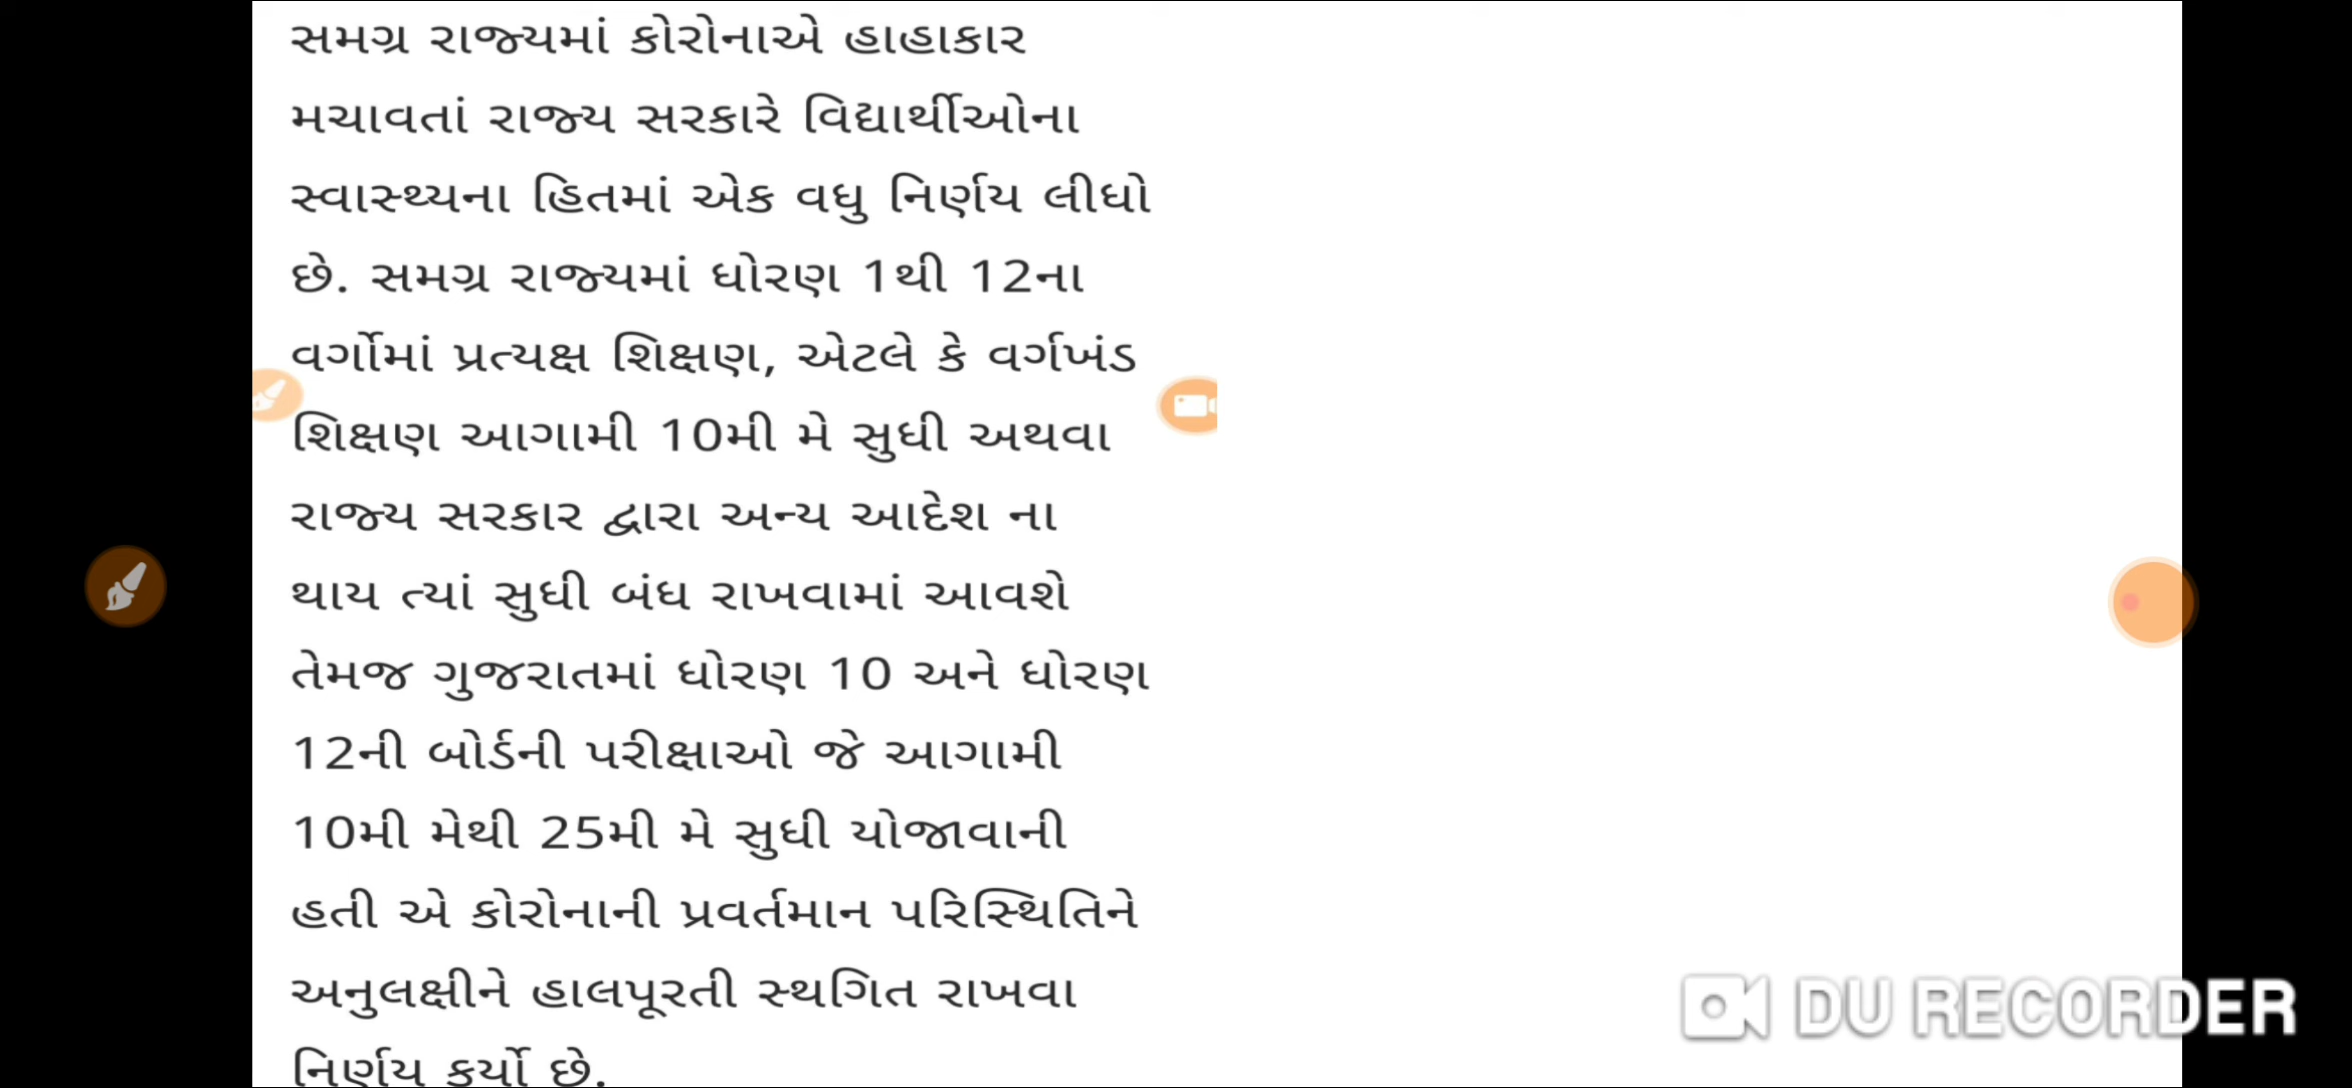 સમગ્ર રાજ્યમાં કોરોનાએ હાહાકાર
મચાવતાં રાજ્ય સરકારે વિદ્યાર્થીઓના
સ્વાસ્થ્યના હિતમાં એક વધુ નિર્ણય લીધો
છે. સમગ્ર રાજ્યમાં ધોરણ 1થી 12ના
વર્ગોમાં પ્રત્યક્ષ શિક્ષણ, એટલે કે વર્ગખંડ
શિક્ષણ આગામી 10મી મે સુધી અથવા
રાજ્ય સરકાર દ્વારા અન્ય આદેશ ના
થાય ત્યાં સુધી બંધ રાખવામાં આવશે
તેમજ ગુજરાતમાં ધોરણ 10 અને ધોરણ
12ની બોર્ડની પરીક્ષાઓ જે આગામી
10મી મેથી 25મી મે સુધી યોજાવાની
હતી એ કોરોનાની પ્રવર્તમાન પરિસ્થિતિને
અનુલક્ષીને હાલપૂરતી સ્થગિત રાખવા
નિર્ણય કર્યો છે.
DU RECORDER